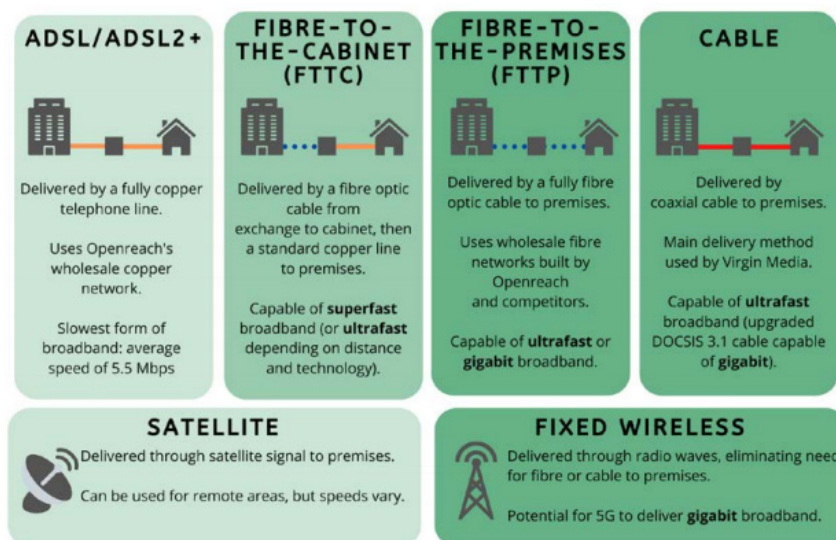 ADSL/ADSL2+
Delivered by a fully copper
telephone line.
Uses Openreach's
wholesale copper
network.
Slowest form of
broadband: average
speed of 5.5 Mbps
FIBRE-TO-
THE-CABINET
(FTTC)
Delivered by a fibre optic
cable from
exchange to cabinet, then
a standard copper line
to premises.
Capable of superfast
broadband (or ultrafast
depending on distance
and technology).
FIBRE-TO-
THE-PREMISES
(FTTP)
Delivered by a fully fibre
optic cable to premises.
Uses wholesale fibre
networks built by
Openreach
and competitors.
Capable of ultrafast or
gigabit broadband.
CABLE
Delivered by
coaxial cable to premises.
Main delivery method
used by Virgin Media.
Capable of ultrafast
broadband (upgraded
DOCSIS 3.1 cable capable
of gigabit).
SATELLITE
Delivered through satellite signal to premises.
Can be used for remote areas, but speeds vary.
FIXED WIRELESS
Delivered through radio waves, eliminating need
for fibre or cable to premises.
Potential for 5G to deliver gigabit broadband.